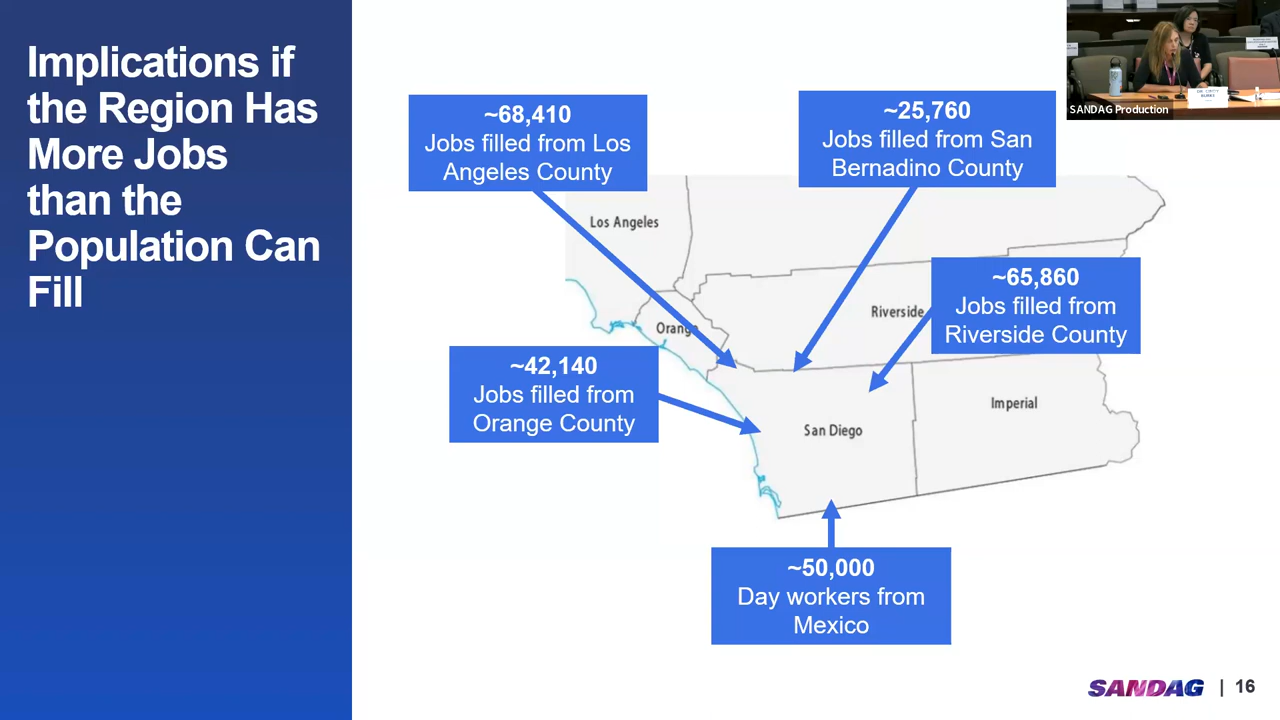 Implications if
the Region Has
More Jobs
than the
Population Can
Fill
~68,410
Jobs filled from Los
Angeles County
~25,760
Jobs filled from San
Bernadino County
SANDAG Production
Los Angeles
~65,860
Jobs filled from
Riverside County
Riverside
Orange
~42,140
Jobs filled from
Orange County
Imperial
San Diego
~50,000
Day workers from
Mexico
SANDAG | 16